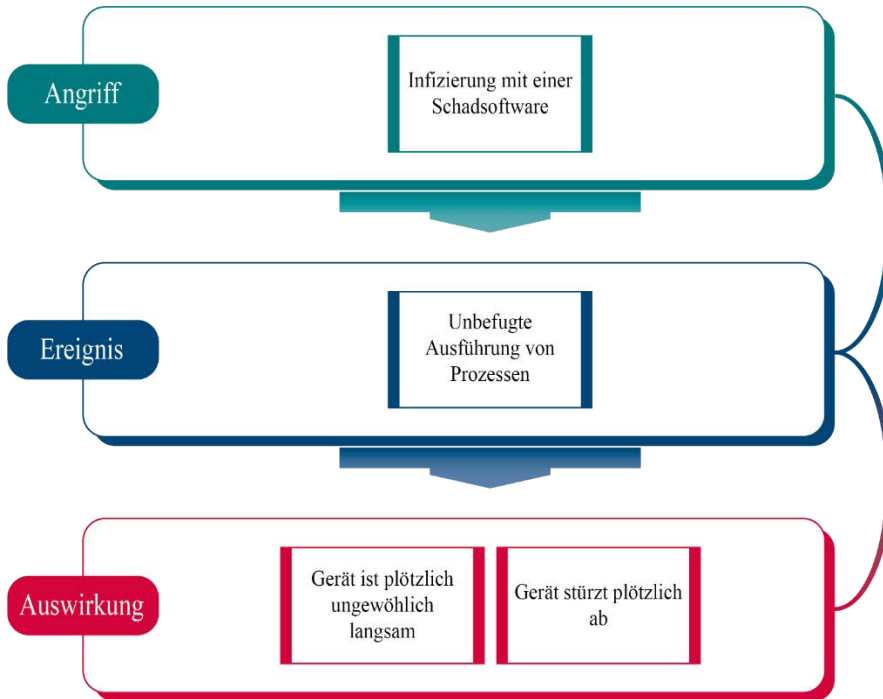 Angriff
Infizierung mit einer
Schadsoftware
Ereignis
Unbefugte
Ausführung von
Prozessen
Auswirkung
Gerät ist plötzlich
ungewöhlich
langsam
Gerät stürzt plötzlich
ab